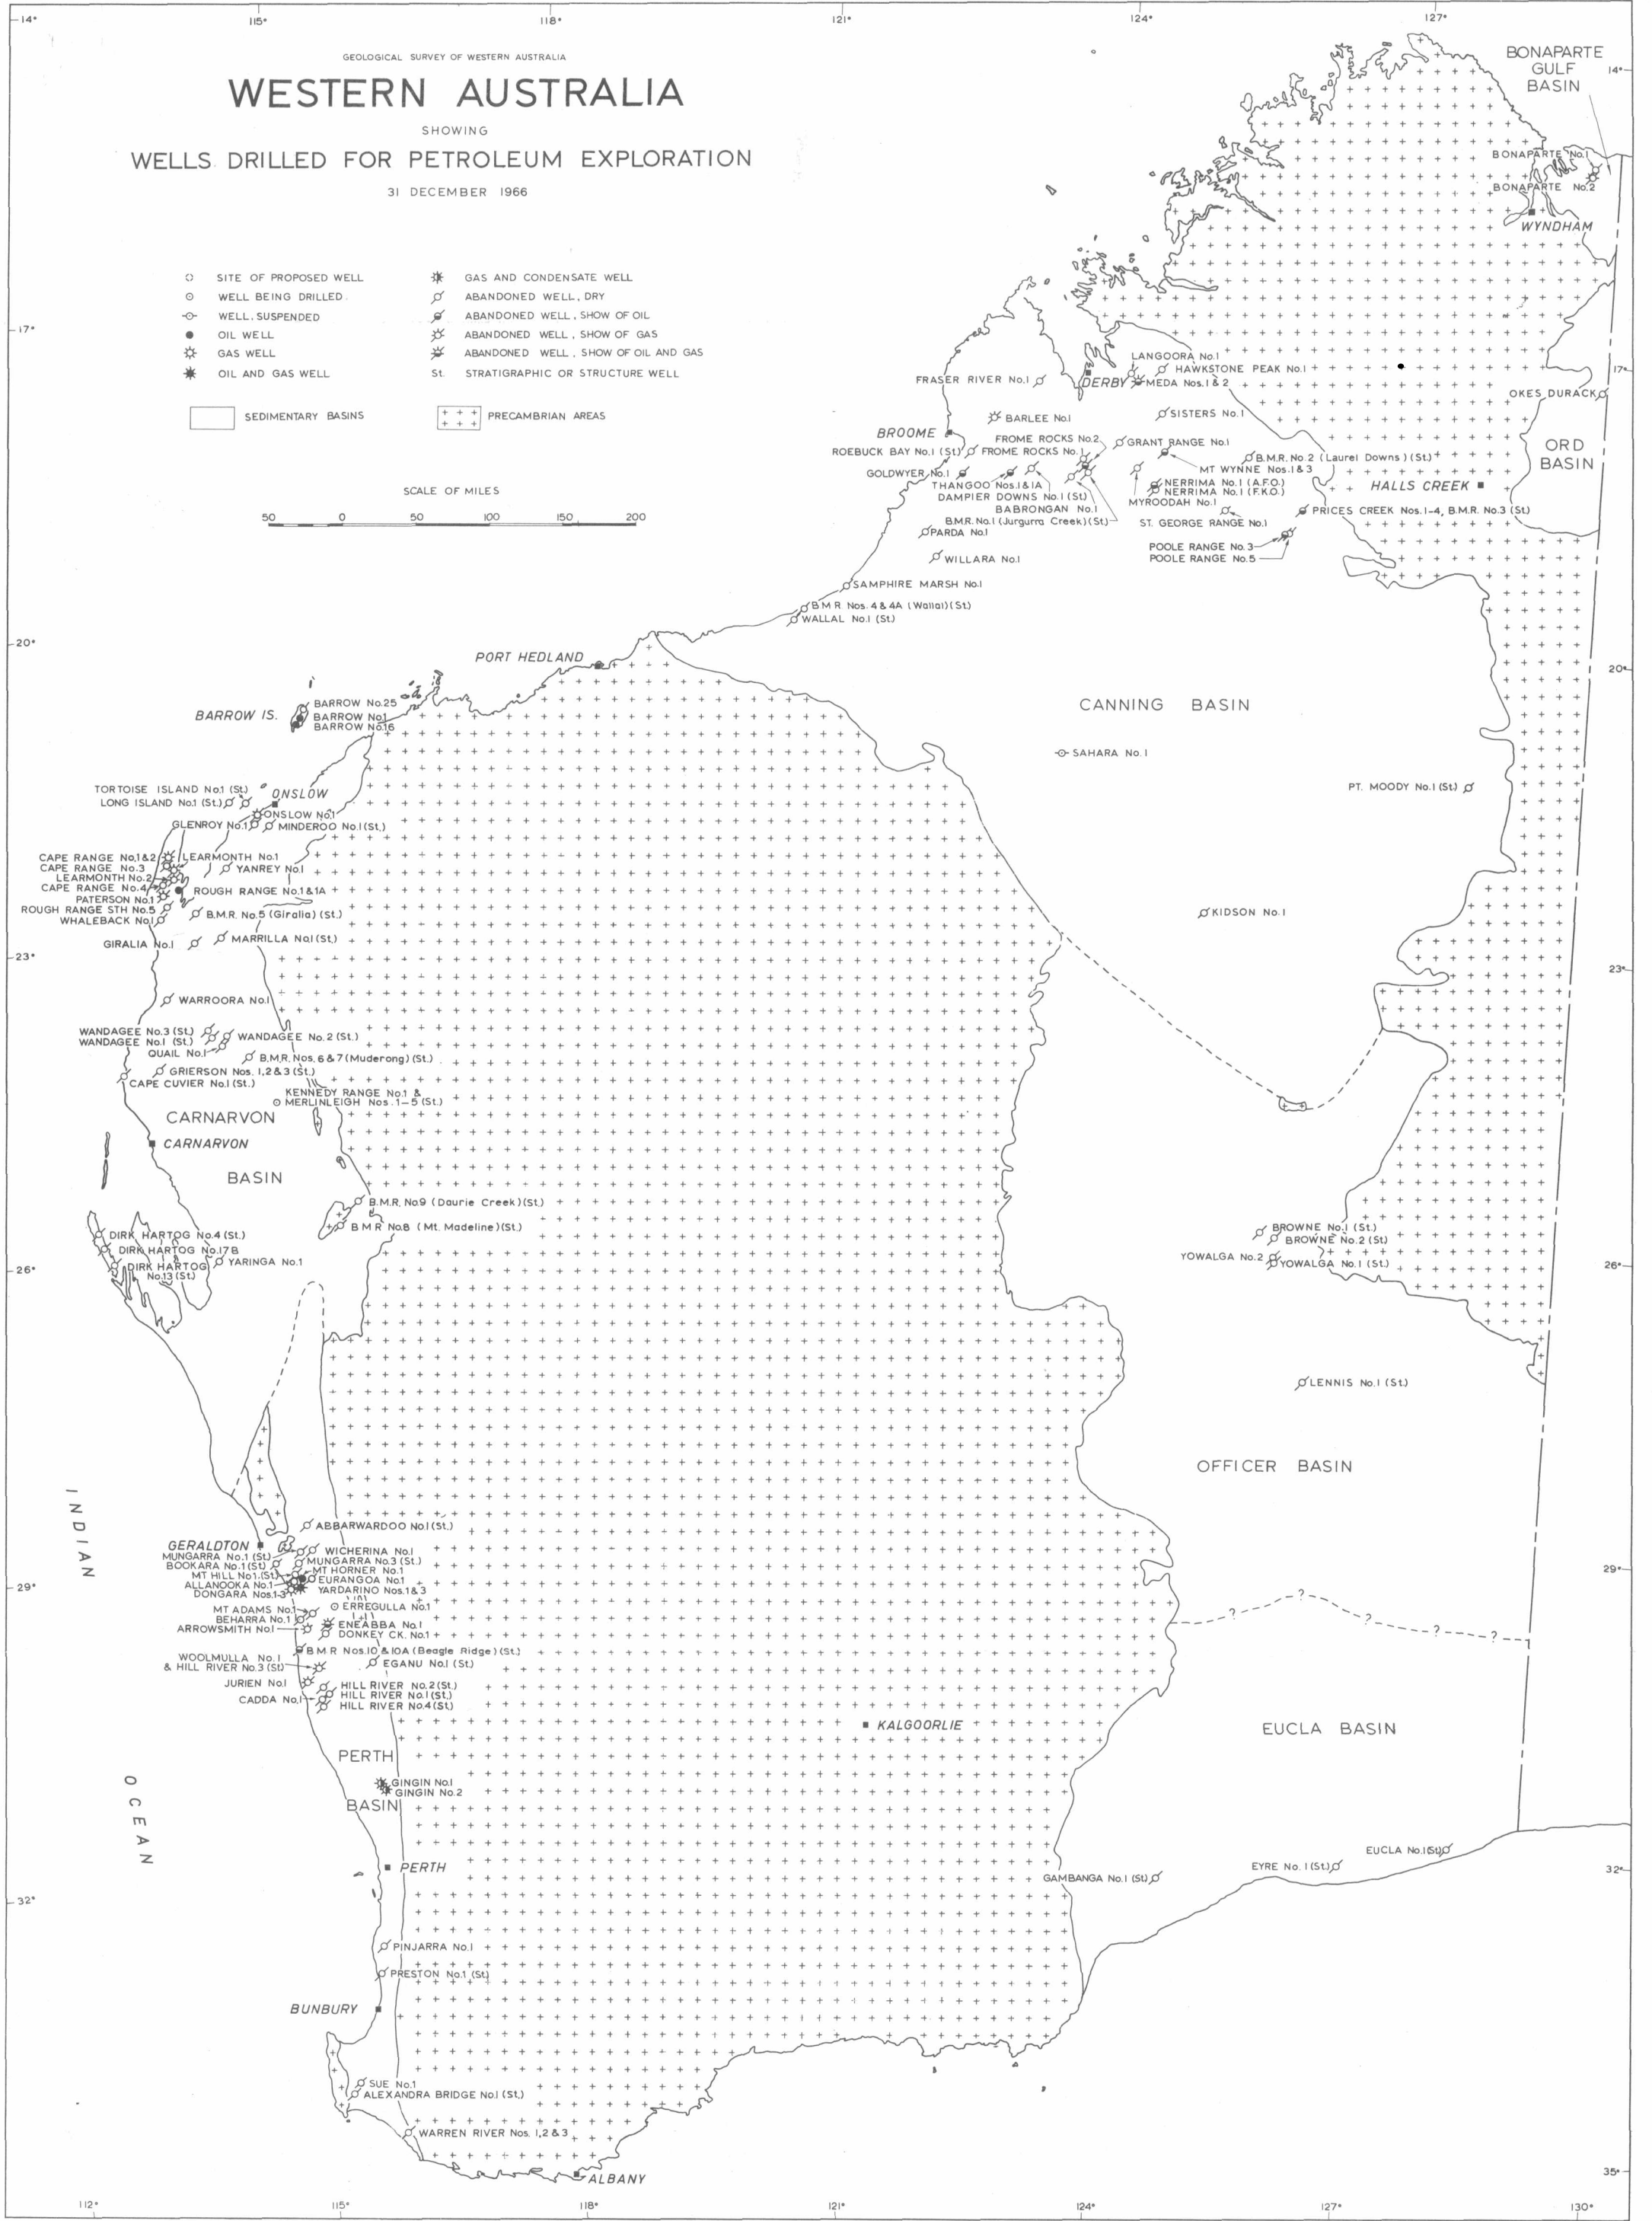 14°
115°
118°
121°
124°
127°
GEOLOGICAL SURVEY OF WESTERN AUSTRALIA
WESTERN AUSTRALIA
SHOWING
WELLS DRILLED FOR PETROLEUM EXPLORATION
31 DECEMBER 1966
BONAPARTE
GULF
BASIN
14°
BONAPARTE No.1
BONAPARTE No.2
WYNDHAM
SITE OF PROPOSED WELL
WELL BEING DRILLED.
WELL, SUSPENDED
OIL WELL
GAS WELL
OIL AND GAS WELL
GAS AND CONDENSATE WELL
ABANDONED WELL, DRY
ABANDONED WELL, SHOW OF OIL
ABANDONED WELL, SHOW OF GAS
ABANDONED WELL, SHOW OF OIL AND GAS
St. STRATIGRAPHIC OR STRUCTURE WELL
SEDIMENTARY BASINS
PRECAMBRIAN AREAS
SCALE OF MILES
50 0 50 100 150 200
17°
17°
LANGOORA No.1
HAWKSTONE PEAK No.1
FRASER RIVER No.1
DERBY
MEDA Nos.1 & 2
OKES DURACK
BARLEE No.1
SISTERS No.1
BROOME
FROME ROCKS No.2
GRANT RANGE No.1
ORD
BASIN
ROEBUCK BAY No.1 (St.)
FROME ROCKS No.1
B.M.R. No.2 (Laurel Downs) (St.)
MT WYNNE Nos.1 & 3
GOLDWYER No.1
THANGOO Nos.1 & 1A
NERRIMA No.1 (A.F.O.)
NERRIMA No.1 (F.K.O.)
HALLS CREEK
DAMPIER DOWNS No.1 (St.)
MYROODAH No.1
BABRONGAN No.1
PRICES CREEK Nos.1-4, B.M.R. No.3 (St.)
B.M.R. No.1 (Jurgurra Creek) (St.)
ST. GEORGE RANGE No.1
PARDA No.1
POOLE RANGE No.3
POOLE RANGE No.5
WILLARA No.1
SAMPHIRE MARSH No.1
B M R Nos. 4 & 4A (Wallal) (St.)
WALLAL No.1 (St.)
20°
20°
PORT HEDLAND
CANNING BASIN
BARROW IS.
BARROW No.25
BARROW No.1
BARROW No.16
SAHARA No.1
PT. MOODY No.1 (St.)
TORTOISE ISLAND No.1 (St.)
LONG ISLAND No.1 (St.)
ONSLOW
ONSLOW No.1
GLENROY No.1
MINDEROO No.1 (St.)
CAPE RANGE No.1&2
LEARMONTH No.1
CAPE RANGE No.3
YANREY No.1
LEARMONTH No.2
CAPE RANGE No.4
ROUGH RANGE No.1 & 1A
PATERSON No.1
ROUGH RANGE STH No.5
WHALEBACK No.1
B.M.R. No.5 (Giralia) (St.)
KIDSON No.1
GIRALIA No.1
MARRILLA No.1 (St.)
23°
23°
WARROORA No.1
WANDAGEE No.3 (St.)
WANDAGEE No.1 (St.)
WANDAGEE No.2 (St.)
QUAIL No.1
B.M.R. Nos. 6 & 7 (Muderong) (St.)
GRIERSON Nos. 1,2 & 3 (St.)
CAPE CUVIER No.1 (St.)
KENNEDY RANGE No.1 &
MERLINLEIGH Nos. 1-5 (St.)
CARNARVON
CARNARVON
BASIN
B.M.R. No.9 (Daurie Creek) (St.)
B M R No.8 (Mt. Madeline) (St.)
DIRK HARTOG No.4 (St.)
DIRK HARTOG No.17 B
DIRK HARTOG
No.13 (St.)
YARINGA No.1
BROWNE No.1 (St.)
BROWNE No.2 (St.)
YOWALGA No.2
YOWALGA No.1 (St.)
26°
26°
LENNIS No.1 (St.)
OFFICER BASIN
INDIAN
ABBARWARDOO No.1 (St.)
GERALDTON
WICHERINA No.1
MUNGARRA No.1 (St.)
MUNGARRA No.3 (St.)
BOOKARA No.1 (St.)
MT HORNER No.1
MT HILL No.1 (St.)
EURANGOA No.1
ALLANOOKA No.1
YARDARINO Nos.1 & 3
DONGARA Nos.1-3
29°
29°
MT ADAMS No.1
ERREGULLA No.1
BEHARRA No.1
ARROWSMITH No.1
ENEABBA No.1
DONKEY CK. No.1
? ? ? ? ?
B M R Nos.10 & 10A (Beagle Ridge) (St.)
WOOLMULLA No. 1
& HILL RIVER No.3 (St.)
EGANU No.1 (St.)
JURIEN No.1
HILL RIVER No.2 (St.)
HILL RIVER No.1 (St.)
CADDA No.1
HILL RIVER No.4 (St.)
KALGOORLIE
EUCLA BASIN
PERTH
GINGIN No.1
GINGIN No.2
BASIN
OCEAN
PERTH
EUCLA No.1 (St.)
EYRE No. 1 (St.)
GAMBANGA No.1 (St.)
32°
32°
PINJARRA No.1
PRESTON No.1 (St.)
BUNBURY
SUE No.1
ALEXANDRA BRIDGE No.1 (St.)
WARREN RIVER Nos. 1,2 & 3
ALBANY
35°
112°
115°
118°
121°
124°
127°
130°